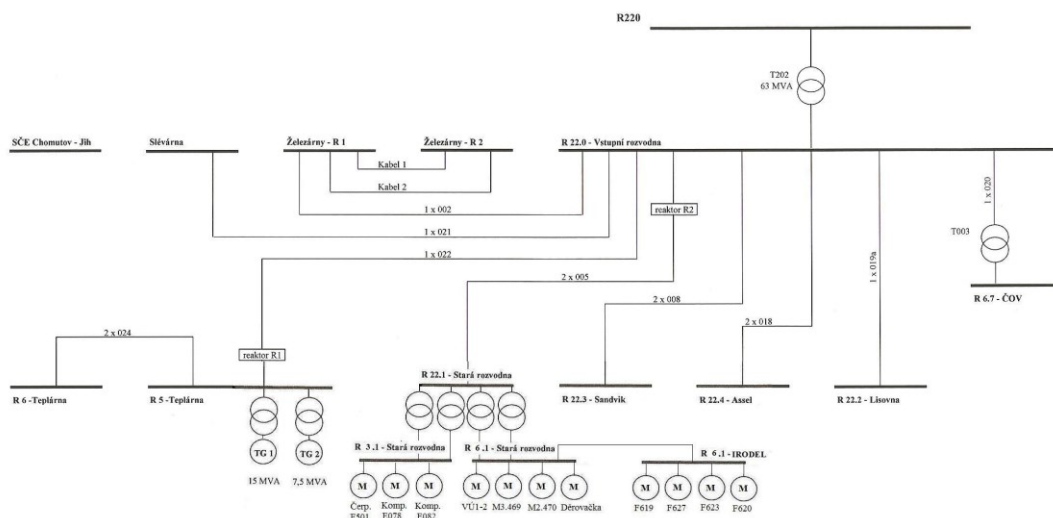 R220
T202
63 MVA
SČE Chomutov - Jih
Slévárna
Železárny - R 1
Železárny - R 2
R 22.0 - Vstupní rozvodna
Kabel 1
Kabel 2
1 x 002
1 x 021
1 x 022
reaktor R2
1 x 020
T003
2 x 005
2 x 008
1 x 019a
R 6.7 - ČOV
2 x 018
2 x 024
reaktor R1
R 22.1 - Stará rozvodna
R 6 -Teplárna
R 5 -Teplárna
R 22.3 - Sandvik
R 22.4 - Assel
R 22.2 - Lisovna
TG 1
TG 2
15 MVA
7,5 MVA
R 3 .1 - Stará rozvodna
R 6 .1 - Stará rozvodna
R 6 .1 - IRODEL
M M M M M M M M M M M
Čerp.
F501
Komp.
F078
Komp.
F082
VÚ1-2
M3.469
M2.470
Děrovačka
F619
F627
F623
F620